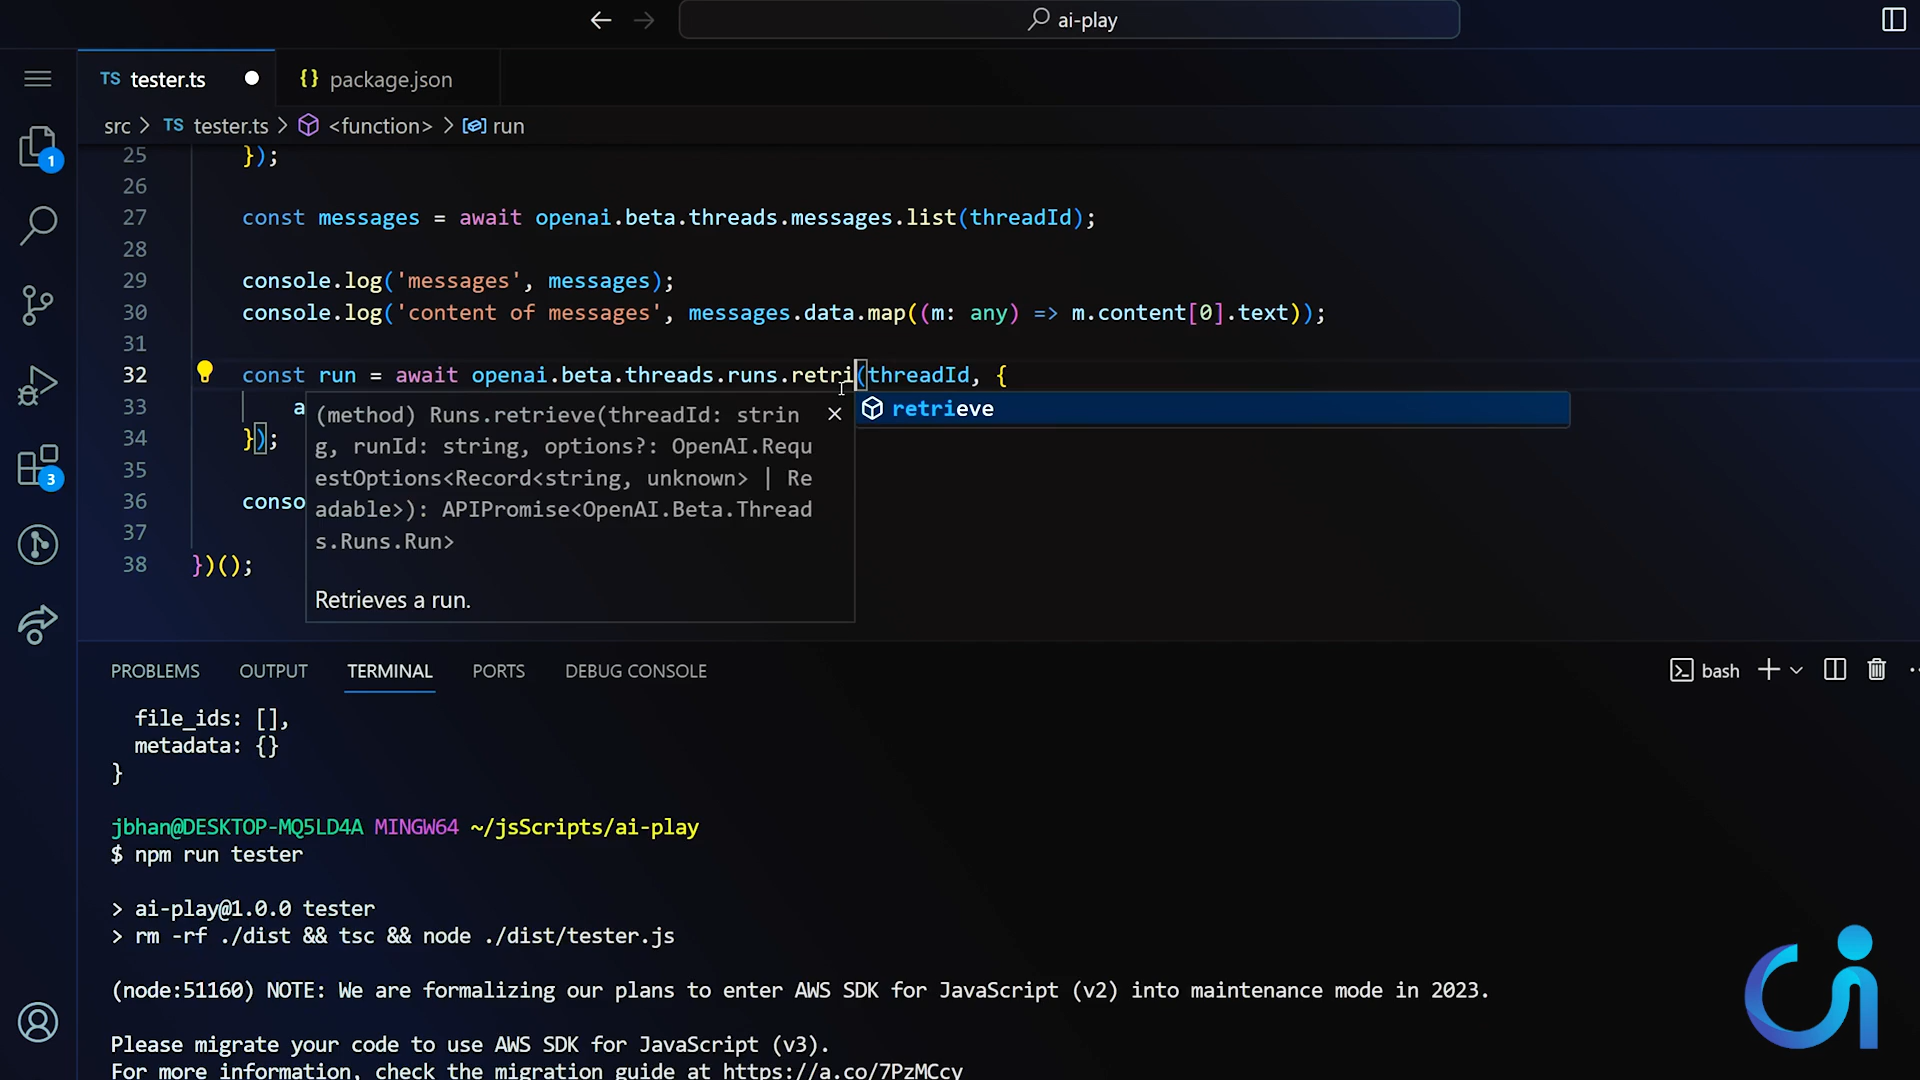 ai-play
TS tester.ts
{} package.json
src > TS tester.ts > <function> > run
25 });
26
27 const messages = await openai.beta.threads.messages.list(threadId);
28
29 console.log('messages', messages);
30 console.log('content of messages', messages.data.map((m: any) => m.content[0].text));
31
32 const run = await openai.beta.threads.runs.retri(threadId, {
33 a
34 });
35
36 conso
37
38 })();
(method) Runs.retrieve(threadId: strin
g, runId: string, options?: OpenAI.Requ
estOptions<Record<string, unknown> | Re
adable>): APIPromise<OpenAI.Beta.Thread
s.Runs.Run>
Retrieves a run.
retrieve
1
3
PROBLEMS OUTPUT TERMINAL PORTS DEBUG CONSOLE
bash
file_ids: [],
metadata: {}
}
jbhan@DESKTOP-MQ5LD4A MINGW64 ~/jsScripts/ai-play
$ npm run tester
> ai-play@1.0.0 tester
> rm -rf ./dist && tsc && node ./dist/tester.js
(node:51160) NOTE: We are formalizing our plans to enter AWS SDK for JavaScript (v2) into maintenance mode in 2023.
Please migrate your code to use AWS SDK for JavaScript (v3).
For more information, check the migration guide at https://a.co/7PzMCcy